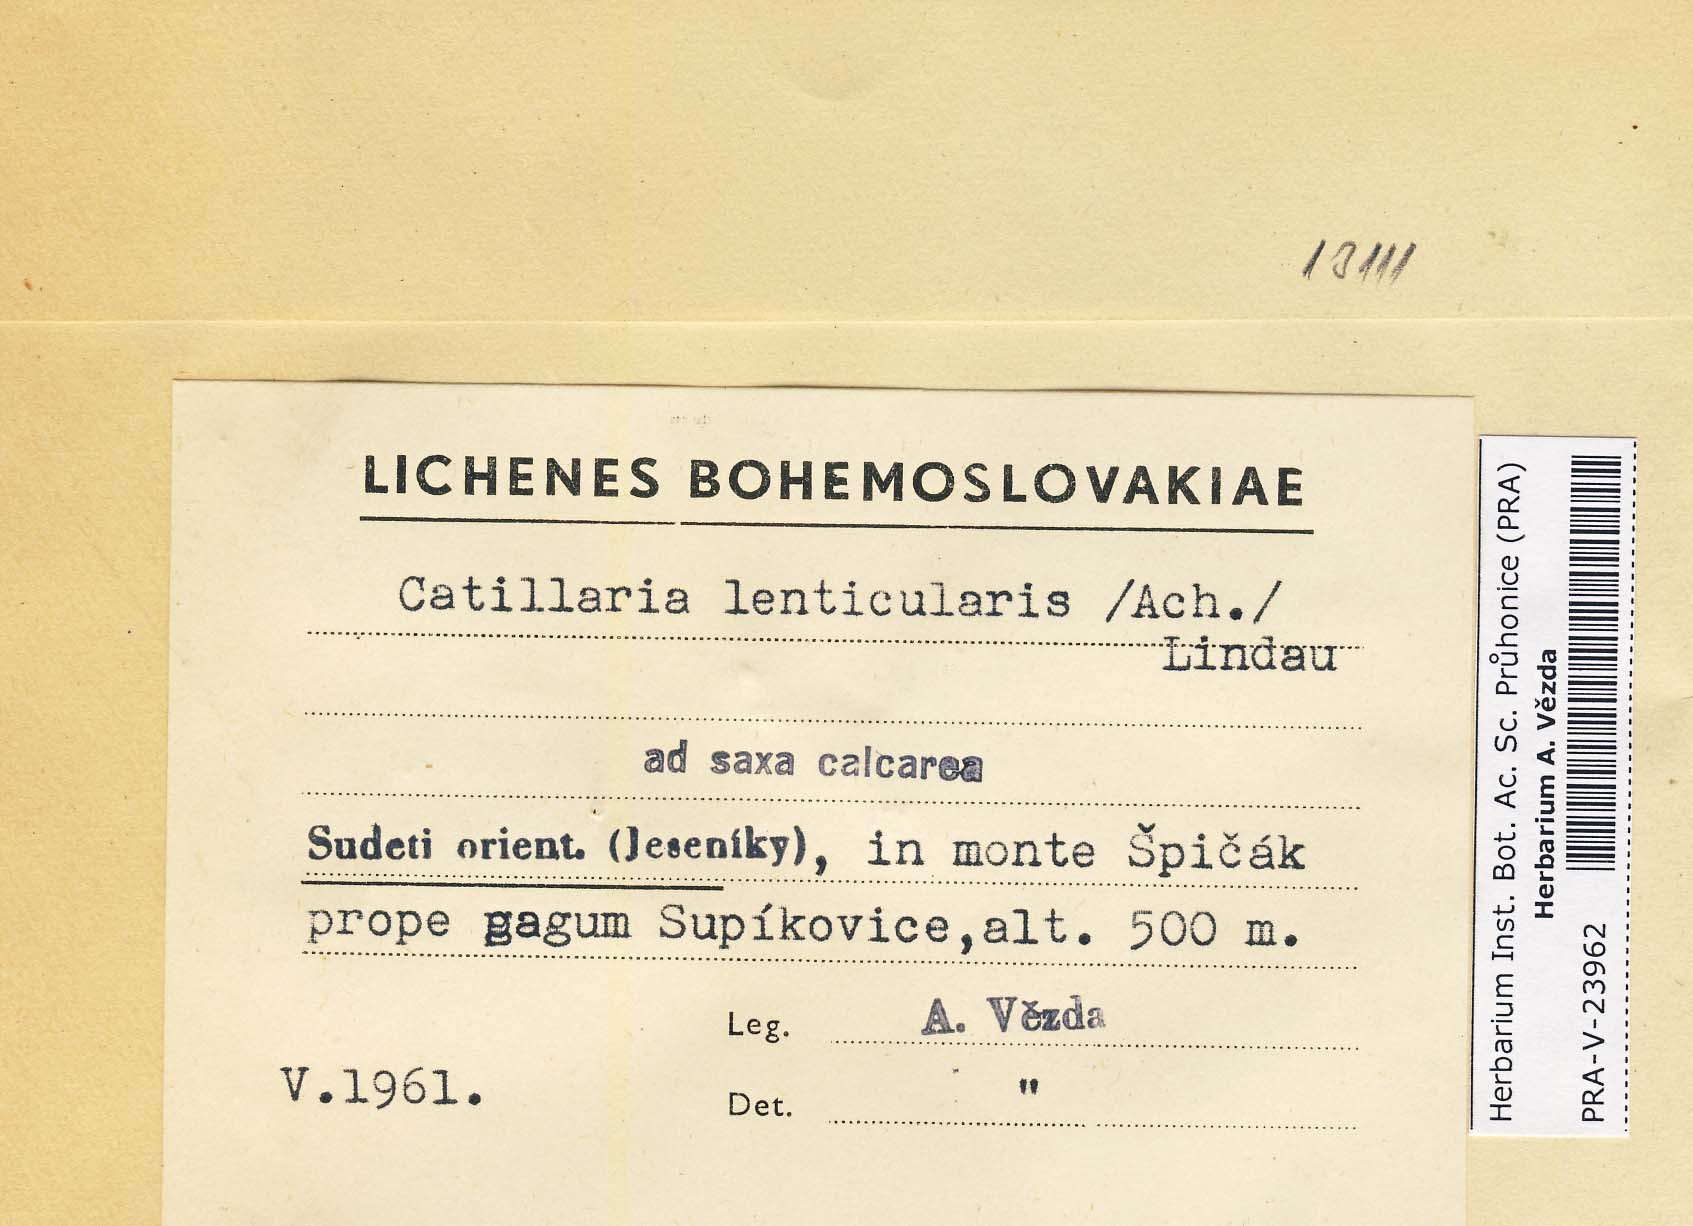 13111
LICHENES BOHEMOSLOVAKIAE
Catillaria lenticularis /Ach./
Lindau
ad saxa calcarea
Sudeti orient. (Jeseníky), in monte Špičák
prope gagum Supíkovice, alt. 500 m.
Leg. A. Vězda
V.1961.
Det. "
Herbarium Inst. Bot. Ac. Sc. Průhonice (PRA)
Herbarium A. Vězda
PRA-V-23962